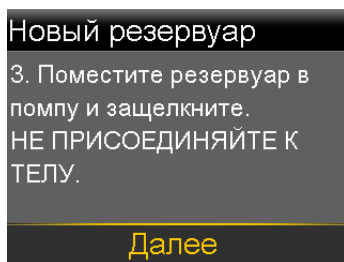 Новый резервуар
3. Поместите резервуар в
помпу и защелкните.
НЕ ПРИСОЕДИНЯЙТЕ К
ТЕЛУ.
Далее